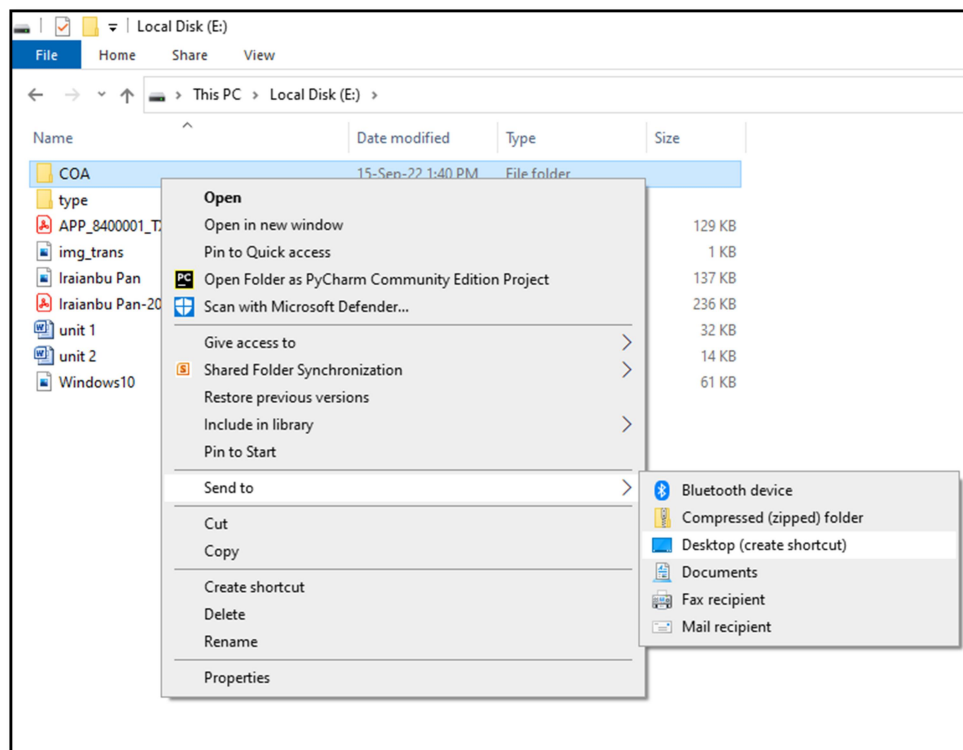 Local Disk (E:)
File Home Share View
This PC > Local Disk (E:) >
Name Date modified Type Size
COA 15-Sep-22 1:40 PM File folder
type
APP_8400001_ 129 KB
img_trans 1 KB
Iraianbu Pan 137 KB
Iraianbu Pan-20 236 KB
unit 1 32 KB
unit 2 14 KB
Windows10 61 KB
Open
Open in new window
Pin to Quick access
PC Open Folder as PyCharm Community Edition Project
Scan with Microsoft Defender...
Give access to
S Shared Folder Synchronization
Restore previous versions
Include in library
Pin to Start
Send to
Cut
Copy
Create shortcut
Delete
Rename
Properties
Bluetooth device
Compressed (zipped) folder
Desktop (create shortcut)
Documents
Fax recipient
Mail recipient